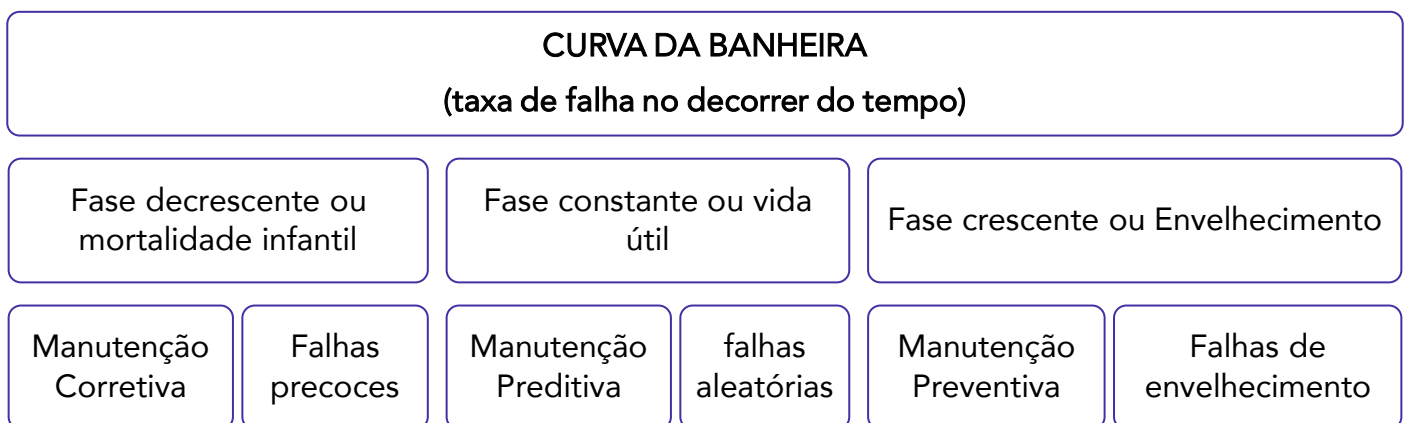 CURVA DA BANHEIRA
(taxa de falha no decorrer do tempo)
Fase decrescente ou
mortalidade infantil
Fase constante ou vida
útil
Fase crescente ou Envelhecimento
Manutenção
Corretiva
Falhas
precoces
Manutenção
Preditiva
falhas
aleatórias
Manutenção
Preventiva
Falhas de
envelhecimento